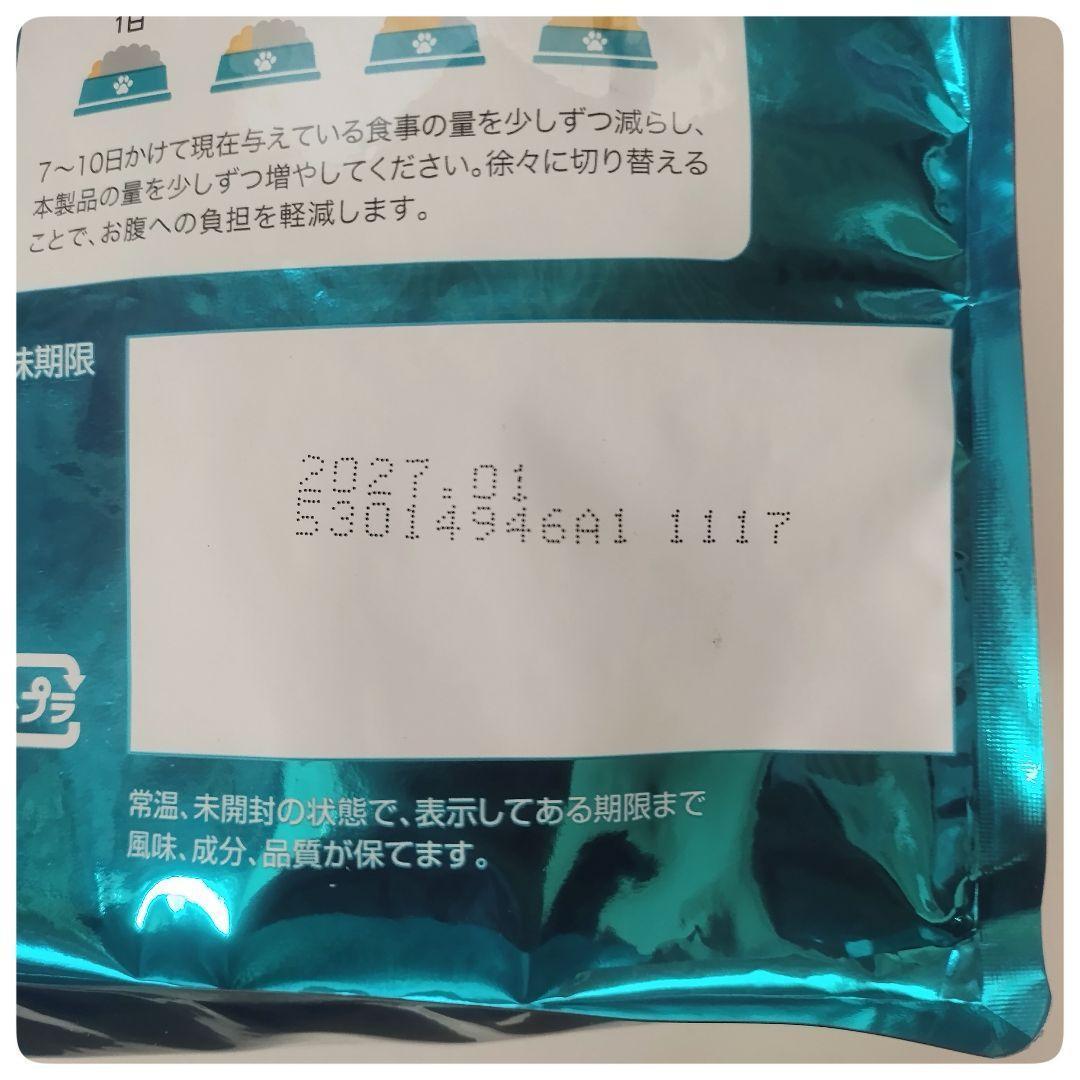 1日
7～10日かけて現在与えている食事の量を少しずつ減らし、
本製品の量を少しずつ増やしてください。徐々に切り替える
ことで、お腹への負担を軽減します。
味期限
2027.01
53014946A1 1117
プラ
常温、未開封の状態で、表示してある期限まで
風味、成分、品質が保てます。